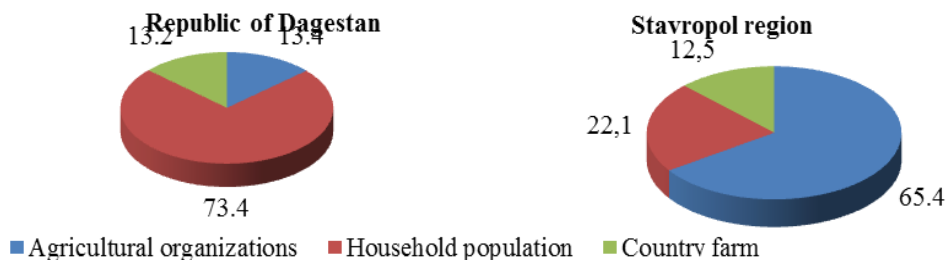 Republic of Dagestan
13.2
13.4
73.4
Stavropol region
12,5
22,1
65.4
Agricultural organizations
Household population
Country farm